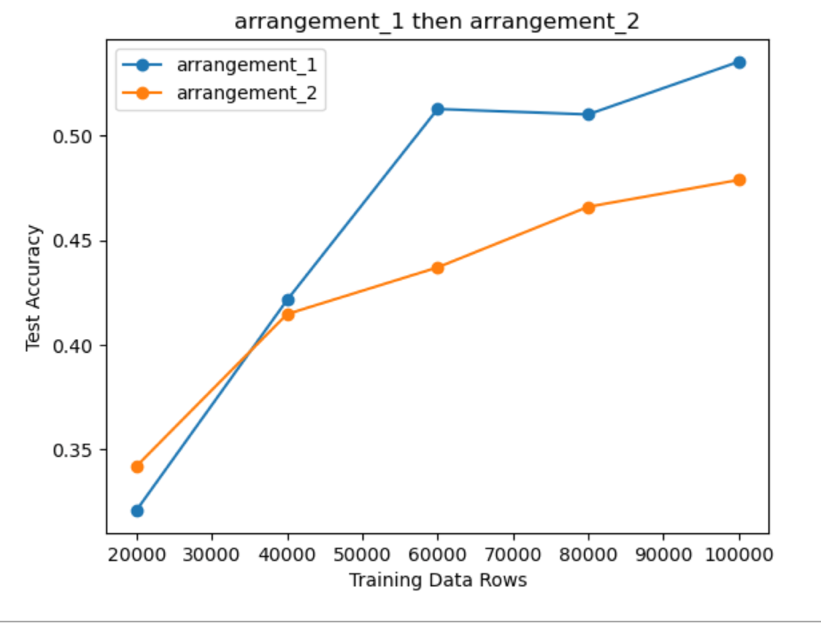 arrangement_1 then arrangement_2
arrangement_1
arrangement_2
0.50
0.45
0.40
0.35
Test Accuracy
20000 30000 40000 50000 60000 70000 80000 90000 100000
Training Data Rows